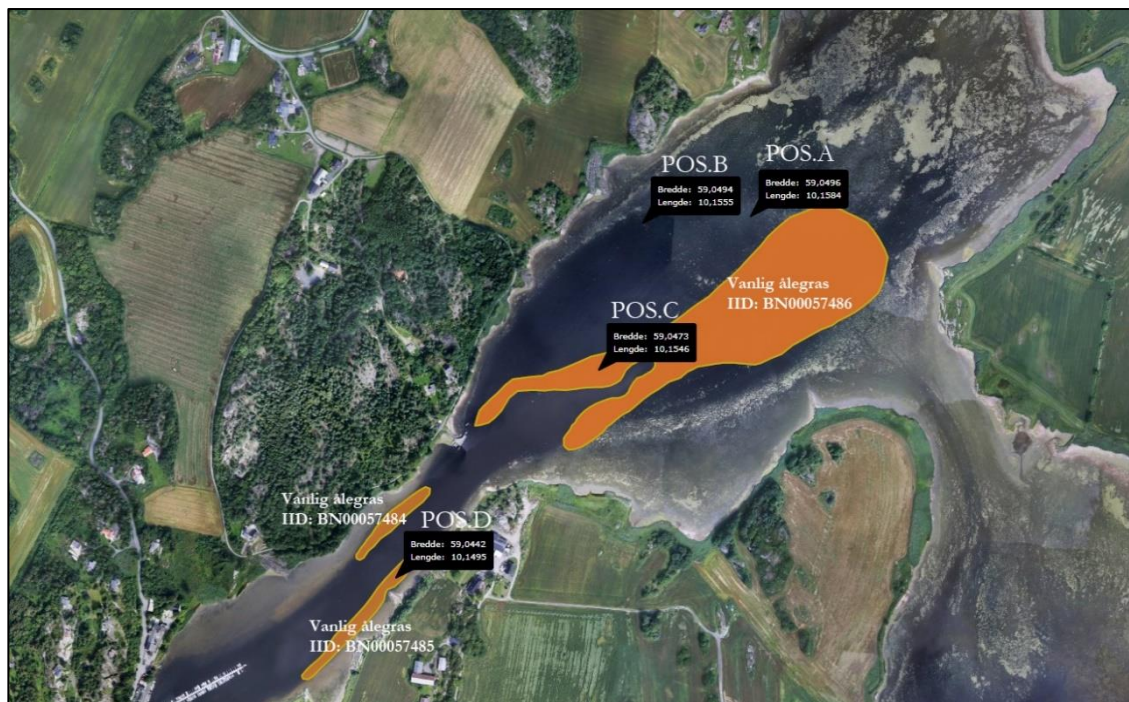 POS.B
Bredde: 59,0494
Lengde: 10,1555
POS.A
Bredde: 59,0496
Lengde: 10,1584
Vanlig ålegras
IID: BN00057486
POS.C
Bredde: 59,0473
Lengde: 10,1546
Vanlig ålegras
IID: BN00057484
POS.D
Bredde: 59,0442
Lengde: 10,1495
Vanlig ålegras
IID: BN00057485